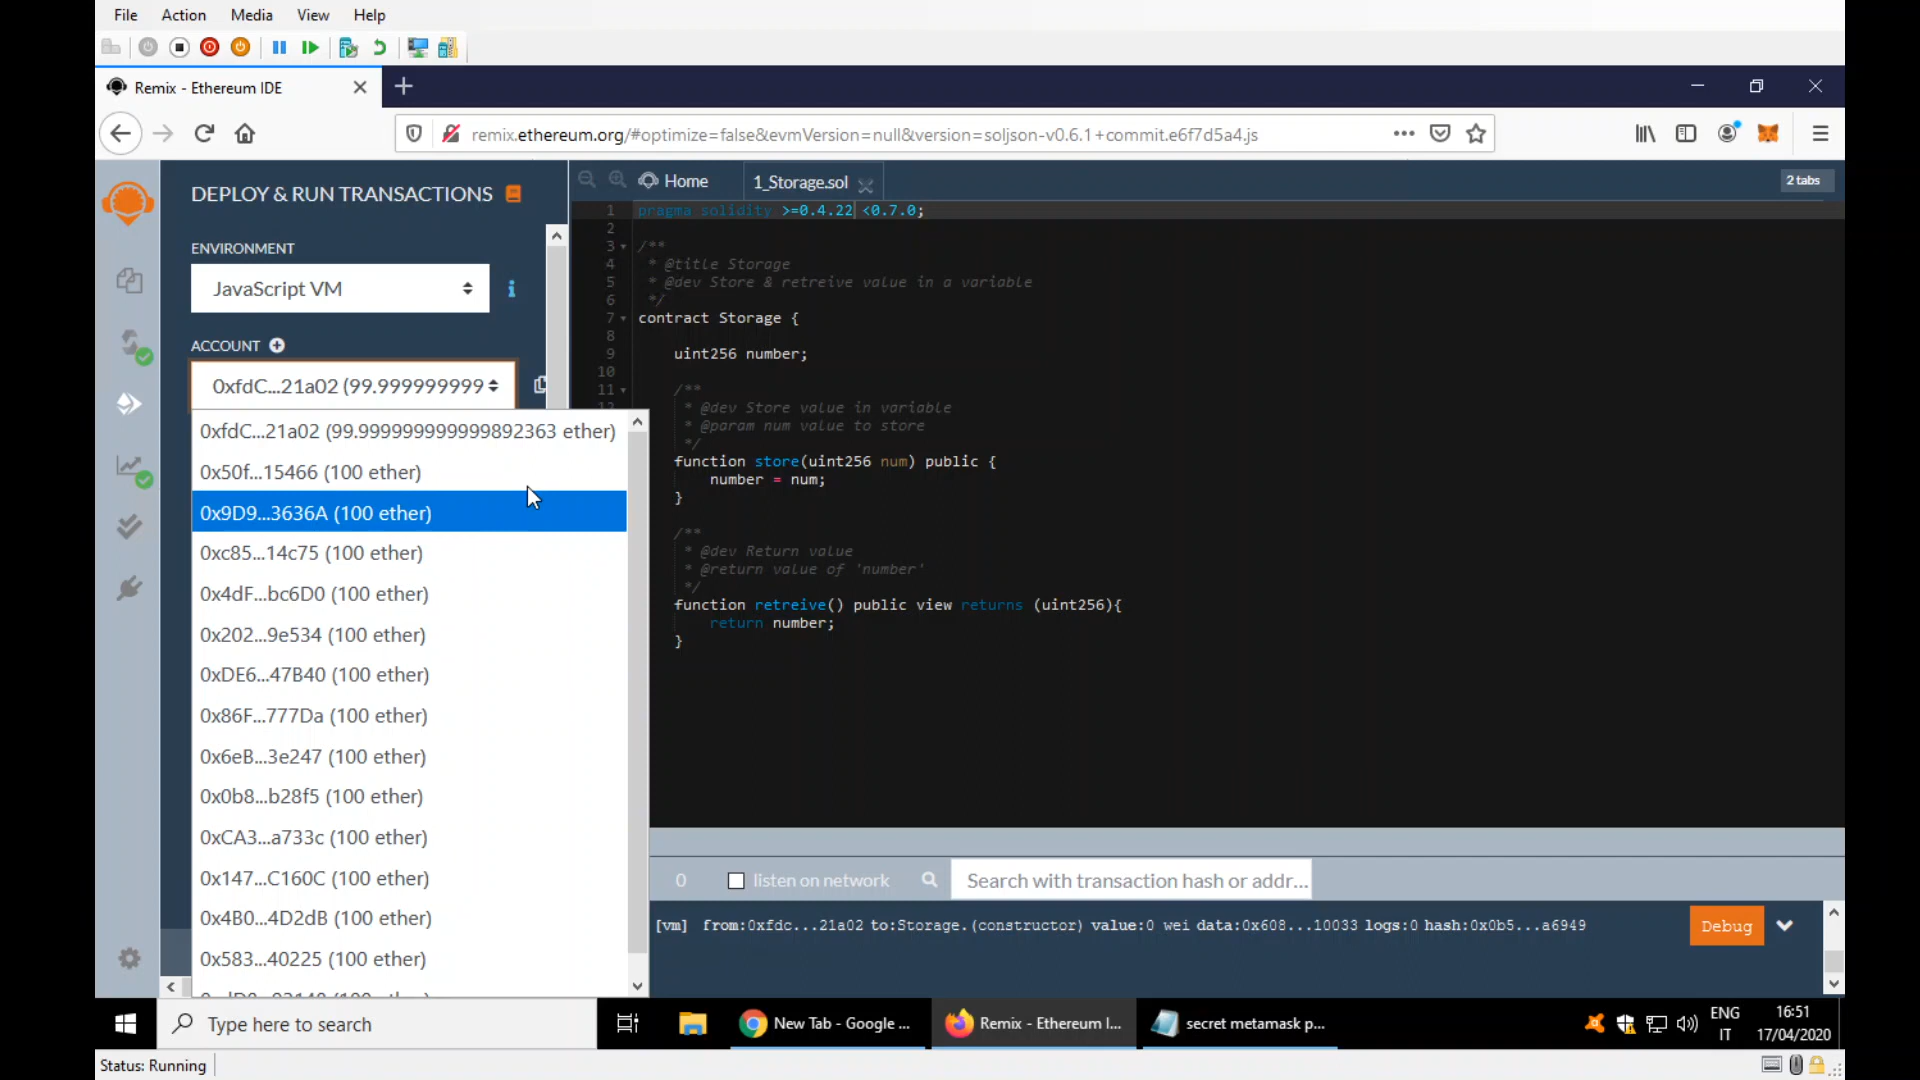 File Action Media View Help
Remix - Ethereum IDE
remix.ethereum.org/#optimize=false&evmVersion=null&version=soljson-v0.6.1+commit.e6f7d5a4.js
DEPLOY & RUN TRANSACTIONS
ENVIRONMENT
JavaScript VM
ACCOUNT
0xfdC...21a02 (99.999999999
0xfdC...21a02 (99.999999999999892363 ether)
0x50f...15466 (100 ether)
0x9D9...3636A (100 ether)
0xc85...14c75 (100 ether)
0x4dF...bc6D0 (100 ether)
0x202...9e534 (100 ether)
0xDE6...47B40 (100 ether)
0x86F...777Da (100 ether)
0x6eB...3e247 (100 ether)
0x0b8...b28f5 (100 ether)
0xCA3...a733c (100 ether)
0x147...C160C (100 ether)
0x4B0...4D2dB (100 ether)
0x583...40225 (100 ether)
Home 1_Storage.sol 2 tabs
1 pragma solidity >=0.4.22 <0.7.0;
2
3 /**
4 * @title Storage
5 * @dev Store & retreive value in a variable
6 */
7 contract Storage {
8
9 uint256 number;
10
11 /**
* @dev Store value in variable
* @param num value to store
*/
function store(uint256 num) public {
number = num;
}
/**
* @dev Return value
* @return value of 'number'
*/
function retreive() public view returns (uint256){
return number;
}
0 listen on network Search with transaction hash or addr...
[vm] from:0xfdc...21a02 to:Storage.(constructor) value:0 wei data:0x608...10033 logs:0 hash:0x0b5...a6949 Debug
Type here to search New Tab - Google ... Remix - Ethereum I... secret metamask p... ENG 16:51
IT 17/04/2020
Status: Running